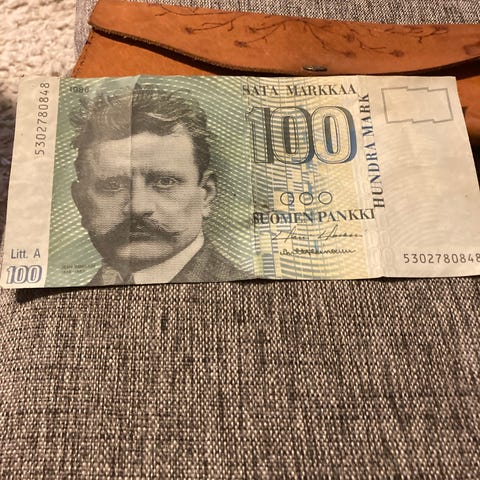 1986
5302780848
SATA MARKKAA
100
HUNDRA MARK
SUOMEN PANKKI
Litt. A
100
5302780848